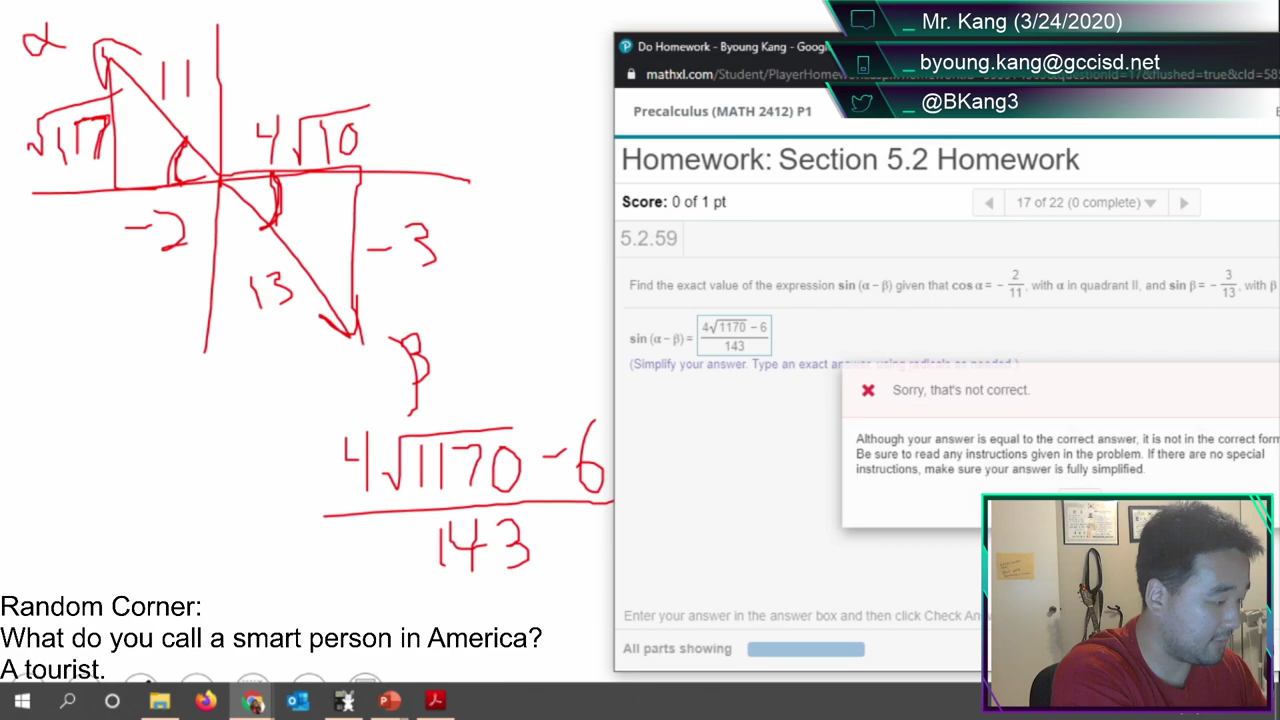 α
11
√117
4√10
-2
-3
13
β
4√1170 - 6
143
Random Corner:
What do you call a smart person in America?
A tourist.
_ Mr. Kang (3/24/2020)
_ byoung.kang@gccisd.net
_ @BKang3
Do Homework - Byoung Kang - Goog
mathxl.com/Student/PlayerHomew
Precalculus (MATH 2412) P1
Homework: Section 5.2 Homework
Score: 0 of 1 pt
17 of 22 (0 complete)
5.2.59
Find the exact value of the expression sin (α − β) given that cos α = − 2/11, with α in quadrant II, and sin β = − 3/13, with β
sin (α − β) = 4√1170 − 6
143
(Simplify your answer. Type an exact answer, using radicals as needed.)
Sorry, that's not correct.
Although your answer is equal to the correct answer, it is not in the correct form
Be sure to read any instructions given in the problem. If there are no special
instructions, make sure your answer is fully simplified.
Enter your answer in the answer box and then click Check An
All parts showing